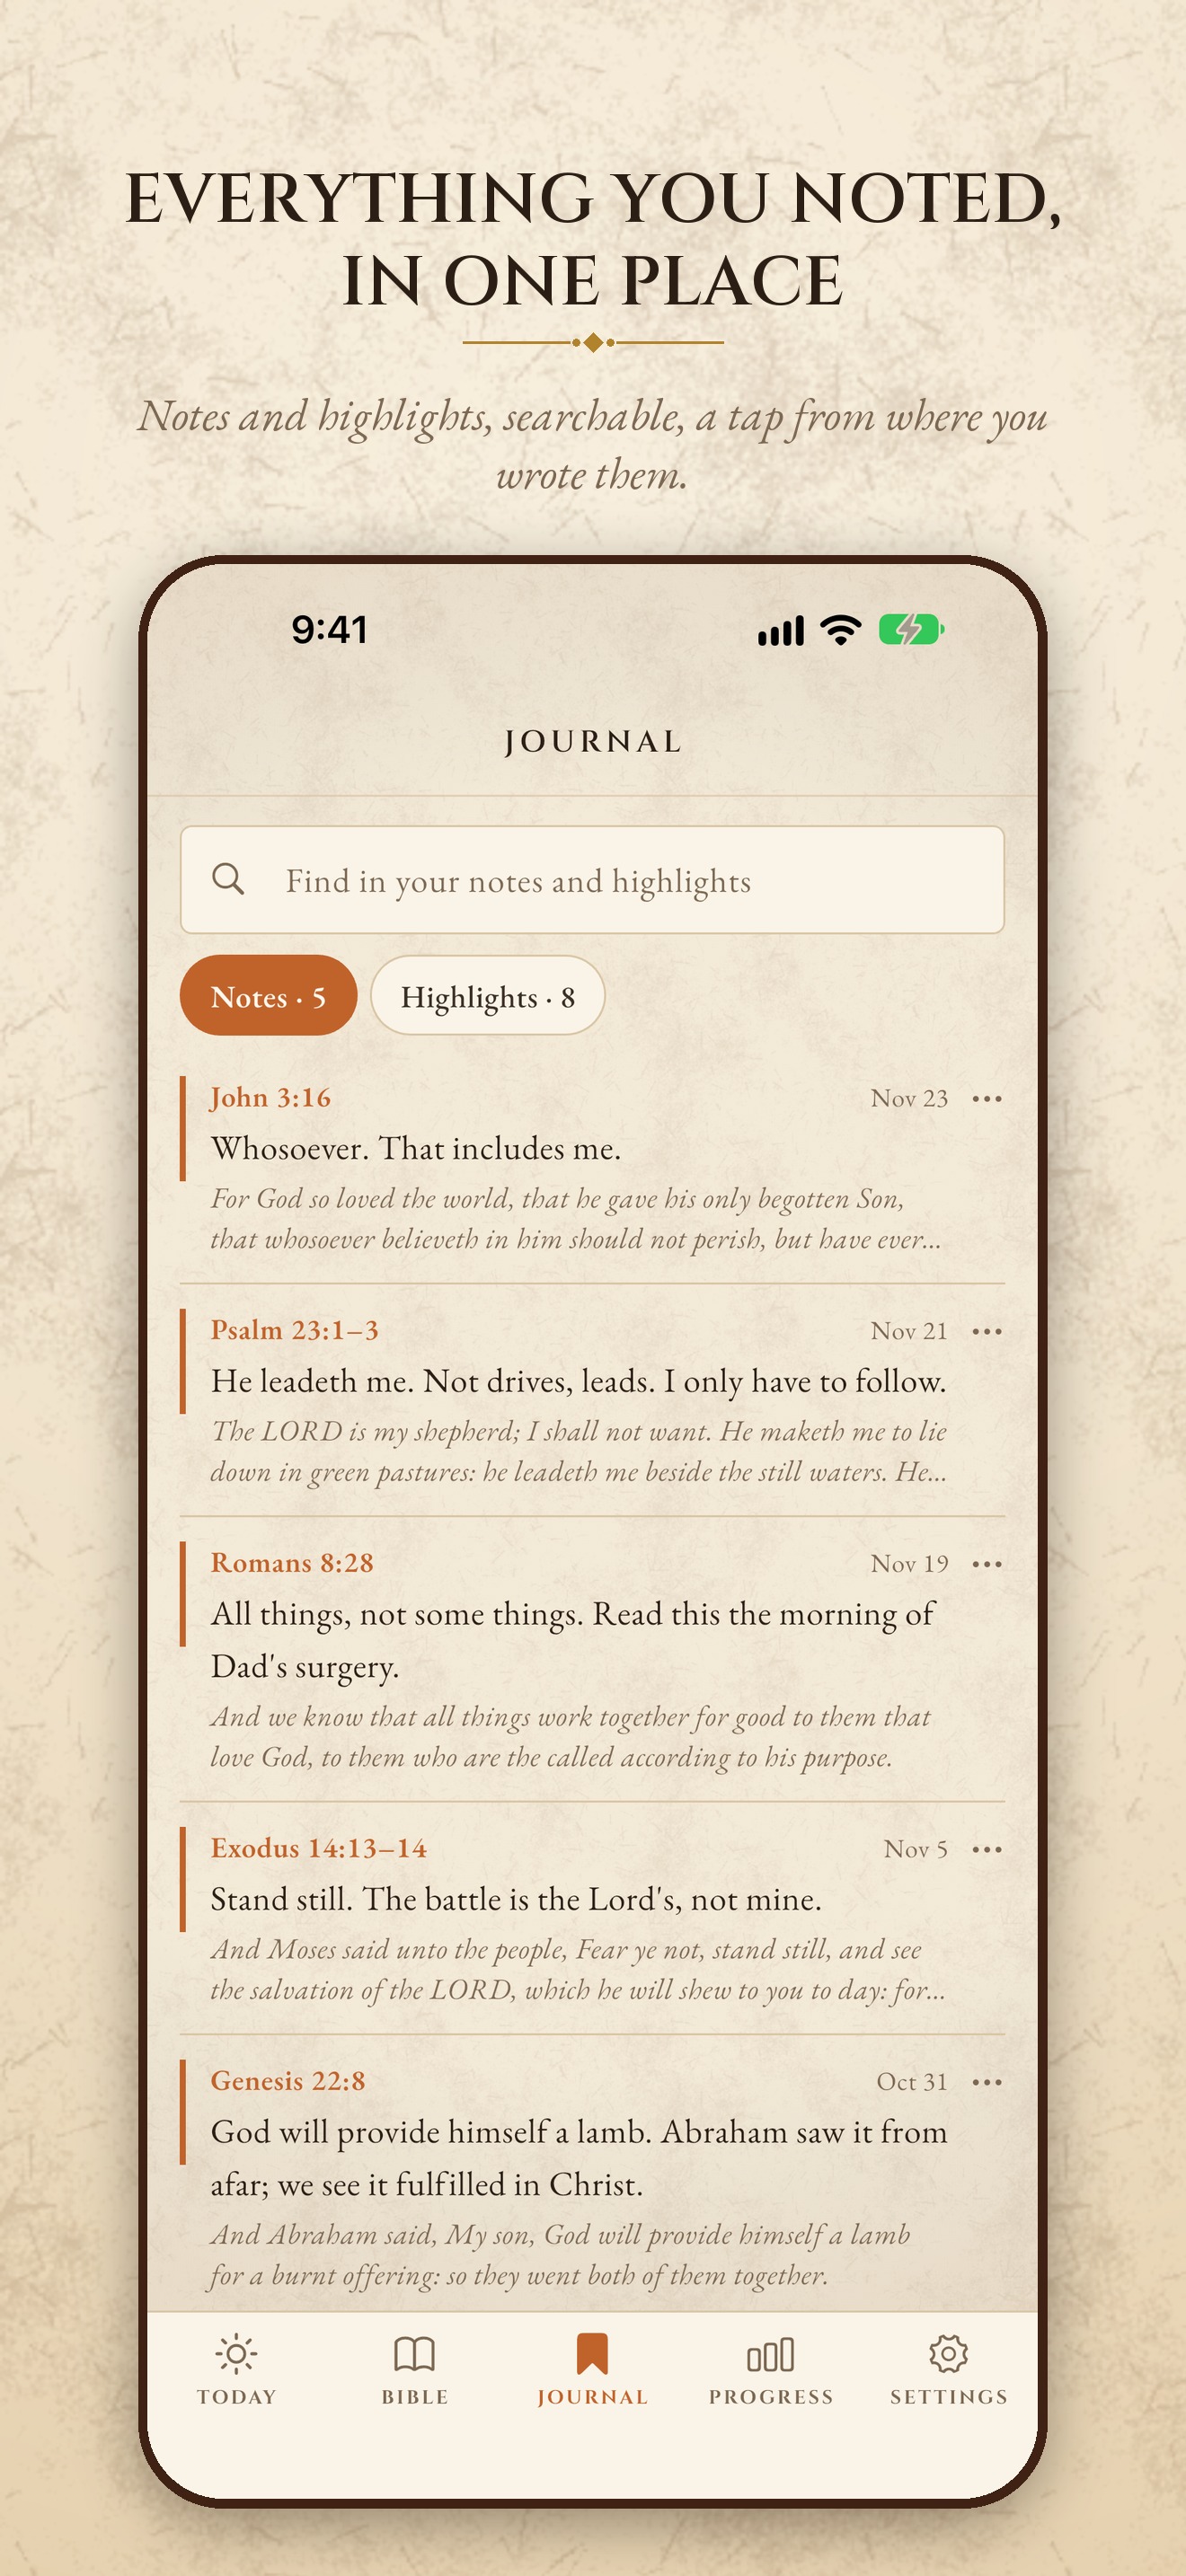 EVERYTHING YOU NOTED,
IN ONE PLACE
Notes and highlights, searchable, a tap from where you
wrote them.
9:41
JOURNAL
Find in your notes and highlights
Notes · 5
Highlights · 8
John 3:16 Nov 23
Whosoever. That includes me.
For God so loved the world, that he gave his only begotten Son,
that whosoever believeth in him should not perish, but have ever...
Psalm 23:1–3 Nov 21
He leadeth me. Not drives, leads. I only have to follow.
The LORD is my shepherd; I shall not want. He maketh me to lie
down in green pastures: he leadeth me beside the still waters. He...
Romans 8:28 Nov 19
All things, not some things. Read this the morning of
Dad's surgery.
And we know that all things work together for good to them that
love God, to them who are the called according to his purpose.
Exodus 14:13–14 Nov 5
Stand still. The battle is the Lord's, not mine.
And Moses said unto the people, Fear ye not, stand still, and see
the salvation of the LORD, which he will shew to you to day: for...
Genesis 22:8 Oct 31
God will provide himself a lamb. Abraham saw it from
afar; we see it fulfilled in Christ.
And Abraham said, My son, God will provide himself a lamb
for a burnt offering: so they went both of them together.
TODAY BIBLE JOURNAL PROGRESS SETTINGS